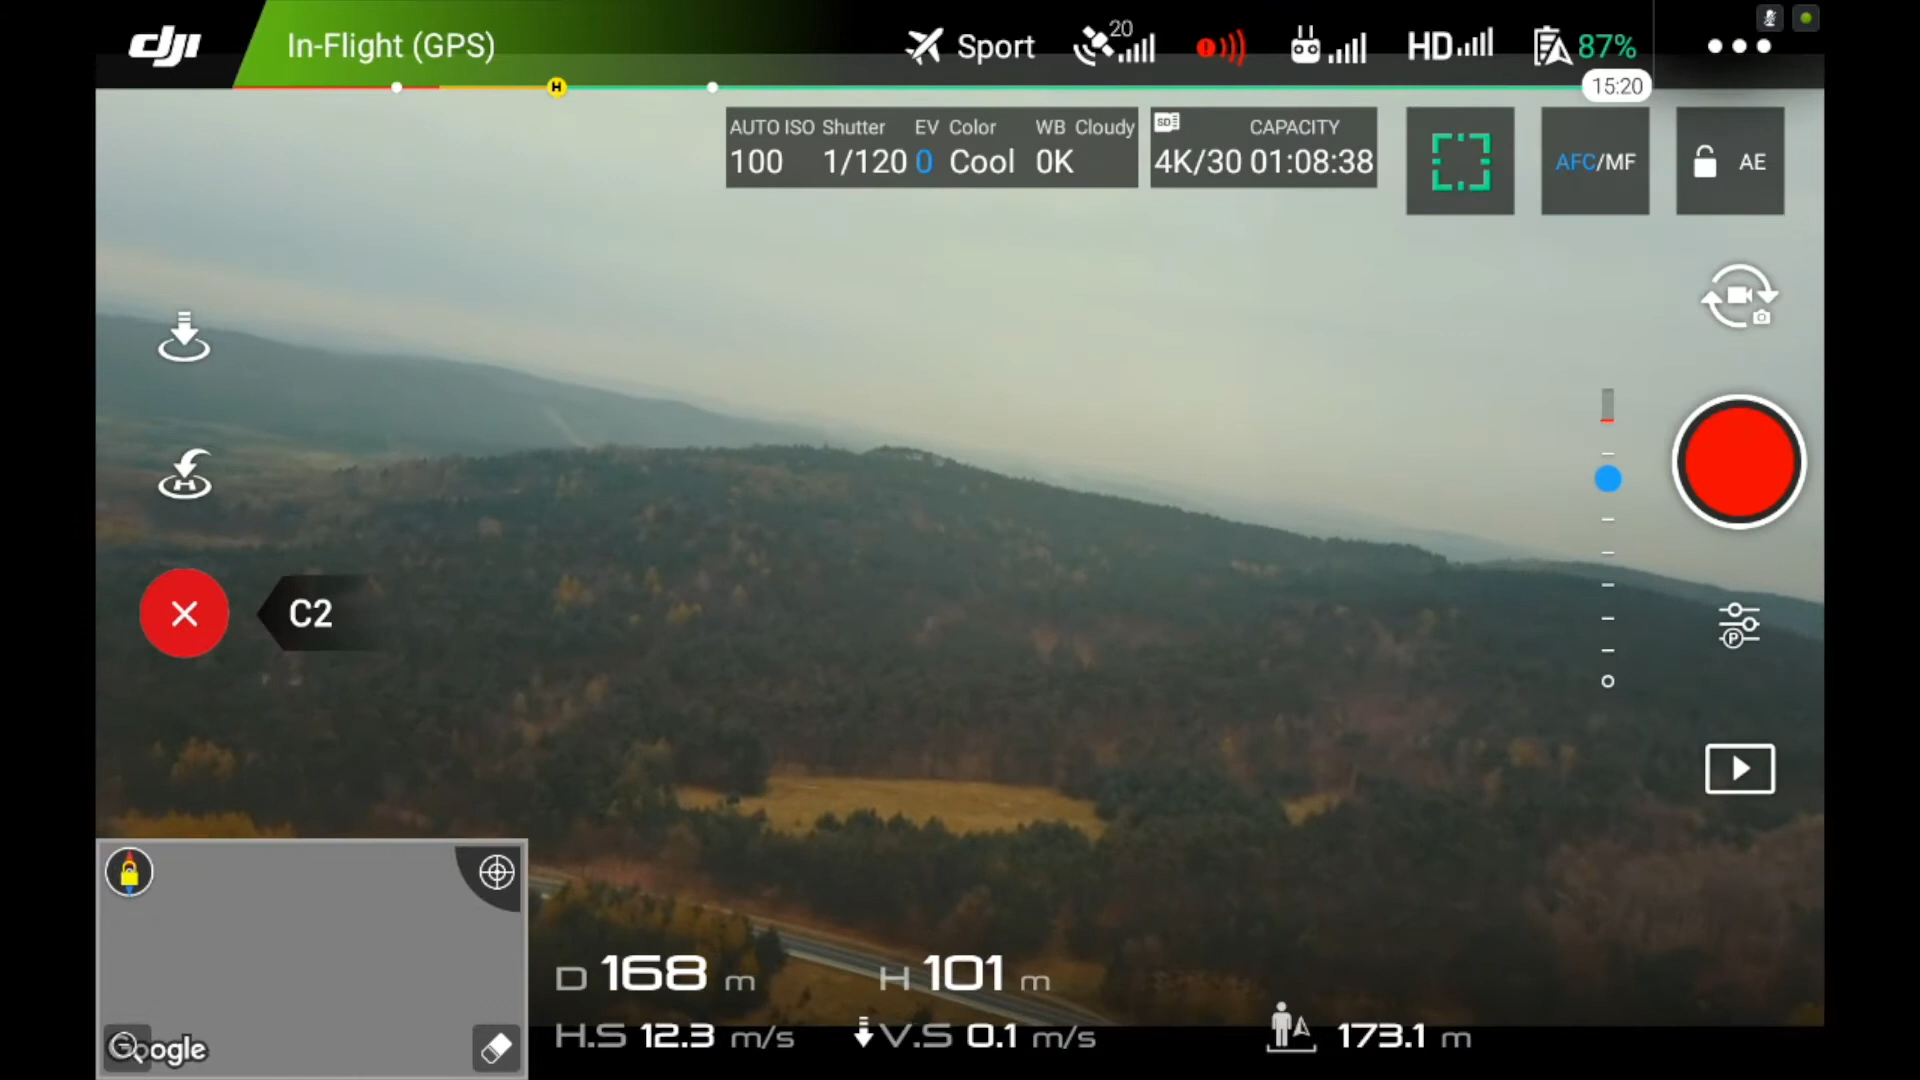 dji In-Flight (GPS) Sport 20 HD 87%
H 15:20
AUTO ISO Shutter EV Color WB Cloudy SD CAPACITY
100 1/120 0 Cool 0K 4K/30 01:08:38 AFC/MF AE
H
C2
P
D 168 m H 101 m
H.S 12.3 m/s V.S 0.1 m/s 173.1 m
Google